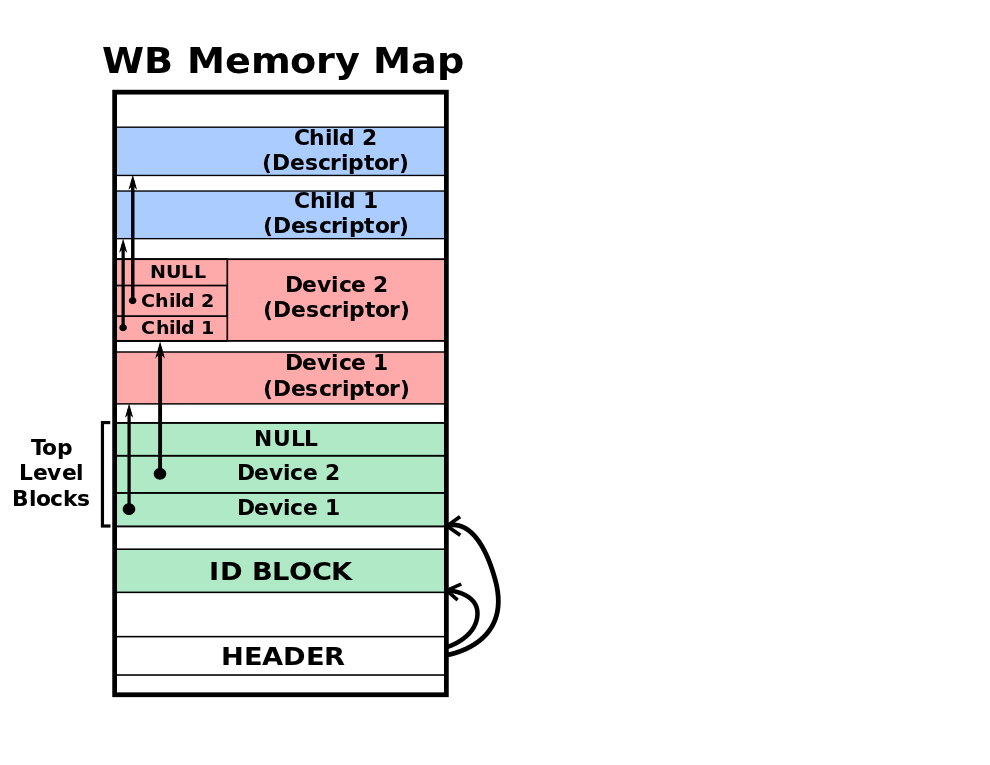 WB Memory Map
Child 2
(Descriptor)
Child 1
(Descriptor)
NULL
Child 2
Child 1
Device 2
(Descriptor)
Device 1
(Descriptor)
Top
Level
Blocks
NULL
Device 2
Device 1
ID BLOCK
HEADER